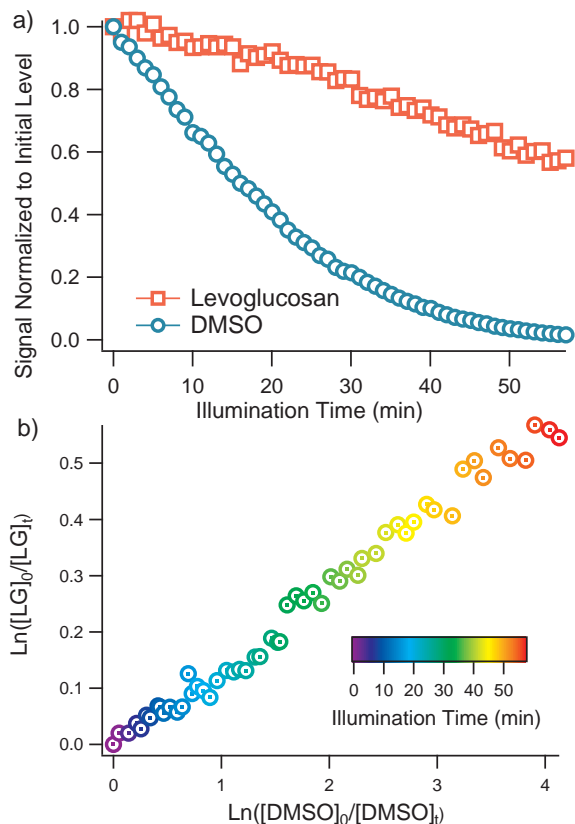 a)
Signal Normalized to Initial Level
1.0
0.8
0.6
0.4
0.2
0.0
Levoglucosan
DMSO
0 10 20 30 40 50
Illumination Time (min)
b)
Ln([LG]₀/[LG]ₜ)
0.5
0.4
0.3
0.2
0.1
0.0
0 10 20 30 40 50
Illumination Time (min)
0 1 2 3 4
Ln([DMSO]₀/[DMSO]ₜ)